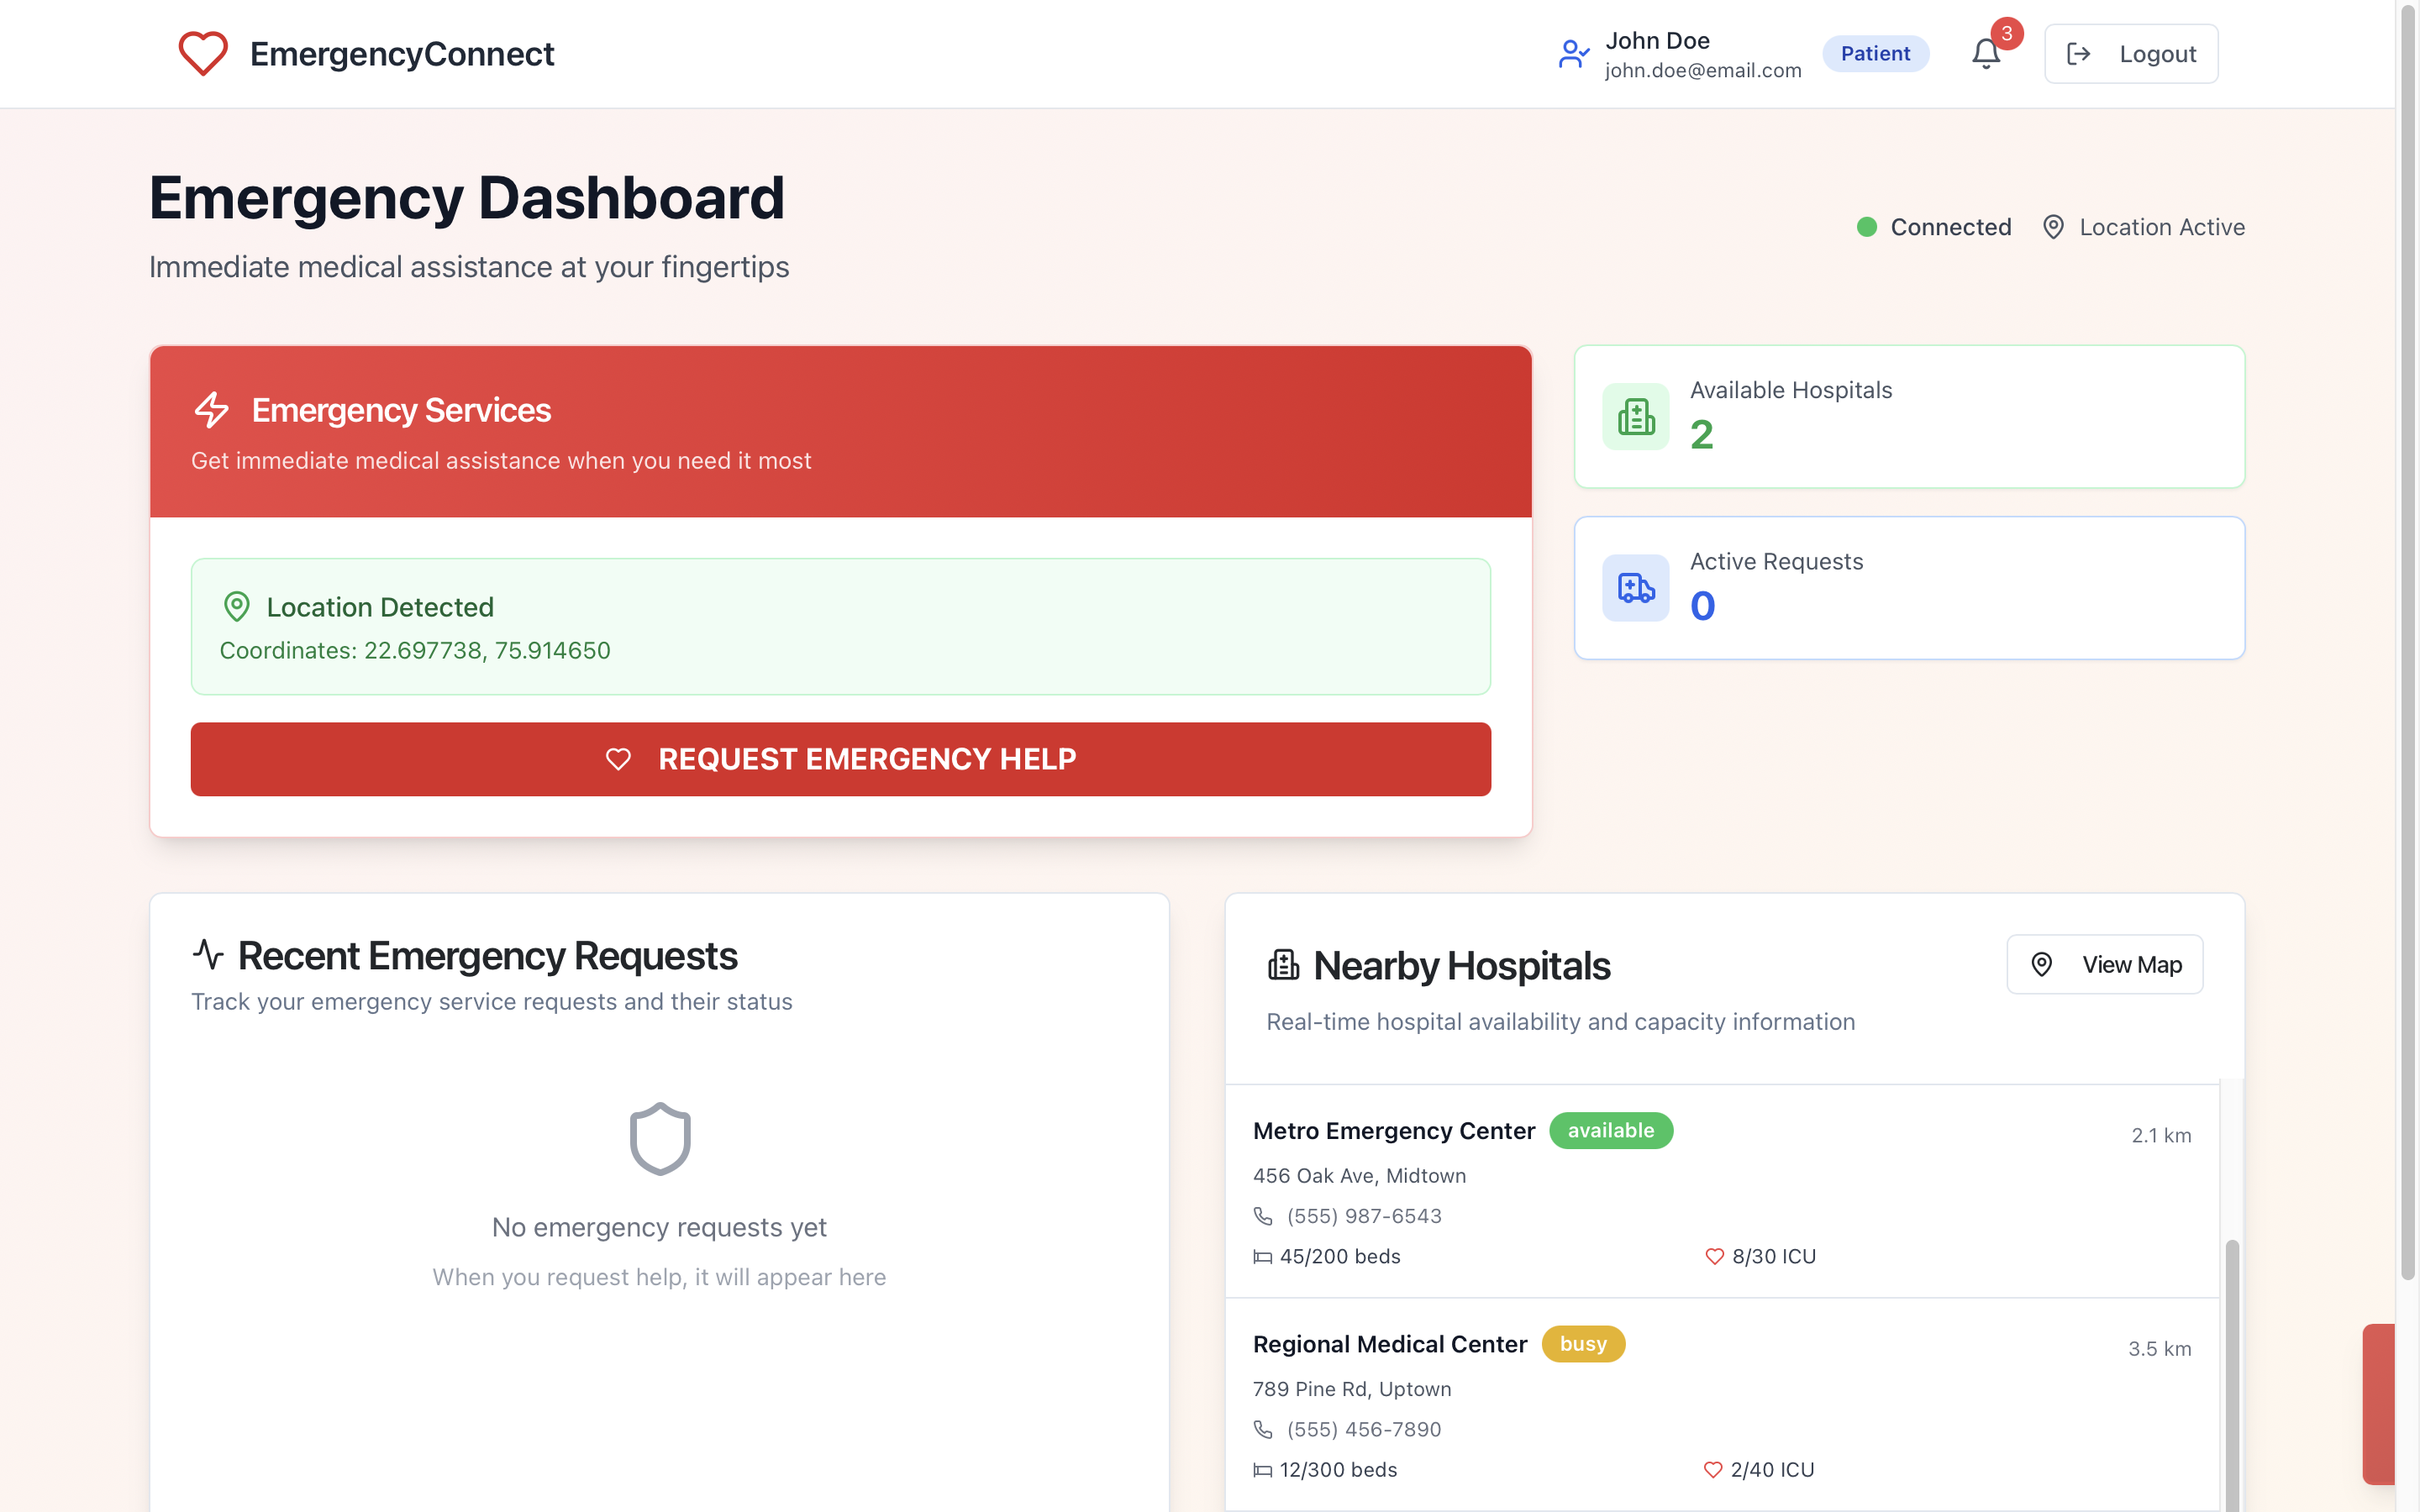 EmergencyConnect
John Doe
john.doe@email.com
Patient
3
Logout
Emergency Dashboard
Immediate medical assistance at your fingertips
Connected
Location Active
Emergency Services
Get immediate medical assistance when you need it most
Location Detected
Coordinates: 22.697738, 75.914650
REQUEST EMERGENCY HELP
Available Hospitals
2
Active Requests
0
Recent Emergency Requests
Track your emergency service requests and their status
No emergency requests yet
When you request help, it will appear here
Nearby Hospitals
View Map
Real-time hospital availability and capacity information
Metro Emergency Center available 2.1 km
456 Oak Ave, Midtown
(555) 987-6543
45/200 beds 8/30 ICU
Regional Medical Center busy 3.5 km
789 Pine Rd, Uptown
(555) 456-7890
12/300 beds 2/40 ICU